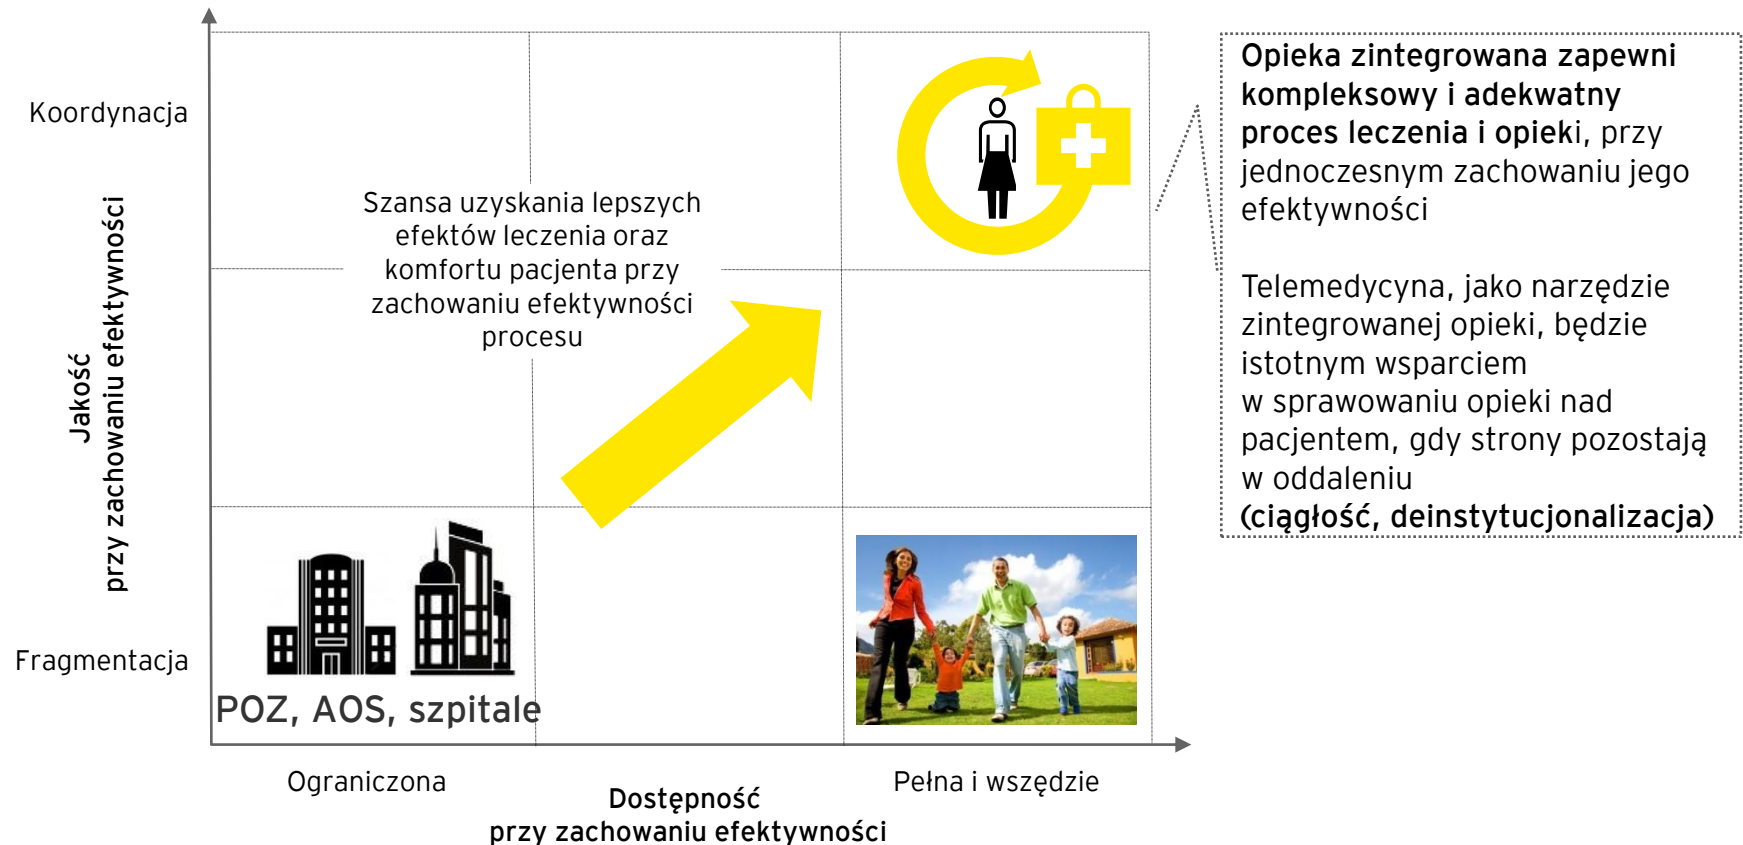 Koordynacja
Jakość
przy zachowaniu efektywności
Fragmentacja
Szansa uzyskania lepszych
efektów leczenia oraz
komfortu pacjenta przy
zachowaniu efektywności
procesu
POZ, AOS, szpitale
Ograniczona
Pełna i wszędzie
Dostępność
przy zachowaniu efektywności
Opieka zintegrowana zapewni
kompleksowy i adekwatny
proces leczenia i opieki, przy
jednoczesnym zachowaniu jego
efektywności
Telemedycyna, jako narzędzie
zintegrowanej opieki, będzie
istotnym wsparciem
w sprawowaniu opieki nad
pacjentem, gdy strony pozostają
w oddaleniu
(ciągłość, deinstytucjonalizacja)